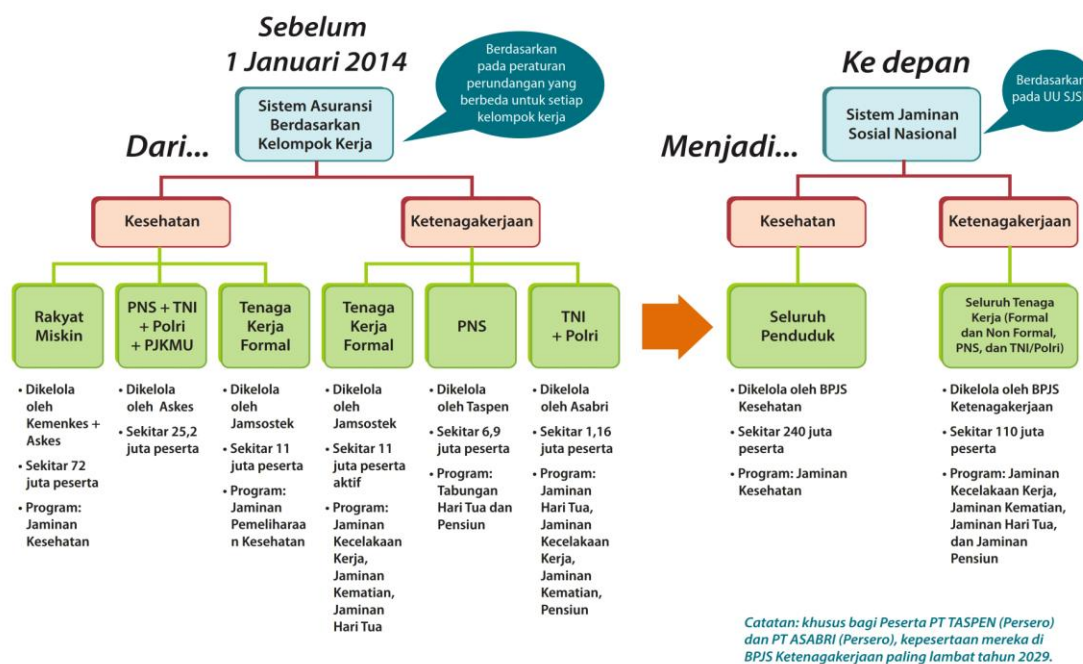 Sebelum
1 Januari 2014
Berdasarkan
pada peraturan
perundangan yang
berbeda untuk setiap
kelompok kerja
Sistem Asuransi
Berdasarkan
Kelompok Kerja
Dari...
Kesehatan
Ketenagakerjaan
Rakyat
Miskin
PNS + TNI
+ Polri
+ PJKMU
Tenaga
Kerja
Formal
Tenaga
Kerja
Formal
PNS
TNI
+ Polri
• Dikelola
oleh
Kemenkes +
Askes
• Sekitar 72
juta peserta
• Program:
Jaminan
Kesehatan
• Dikelola
oleh Askes
• Sekitar 25,2
juta peserta
• Dikelola
oleh
Jamsostek
• Sekitar 11
juta peserta
• Program:
Jaminan
Pemeliharaa
n Kesehatan
• Dikelola
oleh
Jamsostek
• Sekitar 11
juta peserta
aktif
• Program:
Jaminan
Kecelakaan
Kerja,
Jaminan
Kematian,
Jaminan
Hari Tua
• Dikelola
oleh Taspen
• Sekitar 6,9
juta peserta
• Program:
Tabungan
Hari Tua dan
Pensiun
• Dikelola
oleh Asabri
• Sekitar 1,16
juta peserta
• Program:
Jaminan
Hari Tua,
Jaminan
Kecelakaan
Kerja,
Jaminan
Kematian,
Pensiun
Ke depan
Berdasarkan
pada UU SJS
Sistem Jaminan
Sosial Nasional
Menjadi...
Kesehatan
Ketenagakerjaan
Seluruh
Penduduk
Seluruh Tenaga
Kerja (Formal
dan Non Formal,
PNS, dan TNI/Polri)
• Dikelola oleh BPJS
Kesehatan
• Sekitar 240 juta
peserta
• Program: Jaminan
Kesehatan
• Dikelola oleh BPJS
Ketenagakerjaan
• Sekitar 110 juta
peserta
• Program: Jaminan
Kecelakaan Kerja,
Jaminan Kematian,
Jaminan Hari Tua,
dan Jaminan
Pensiun
Catatan: khusus bagi Peserta PT TASPEN (Persero)
dan PT ASABRI (Persero), kepesertaan mereka di
BPJS Ketenagakerjaan paling lambat tahun 2029.